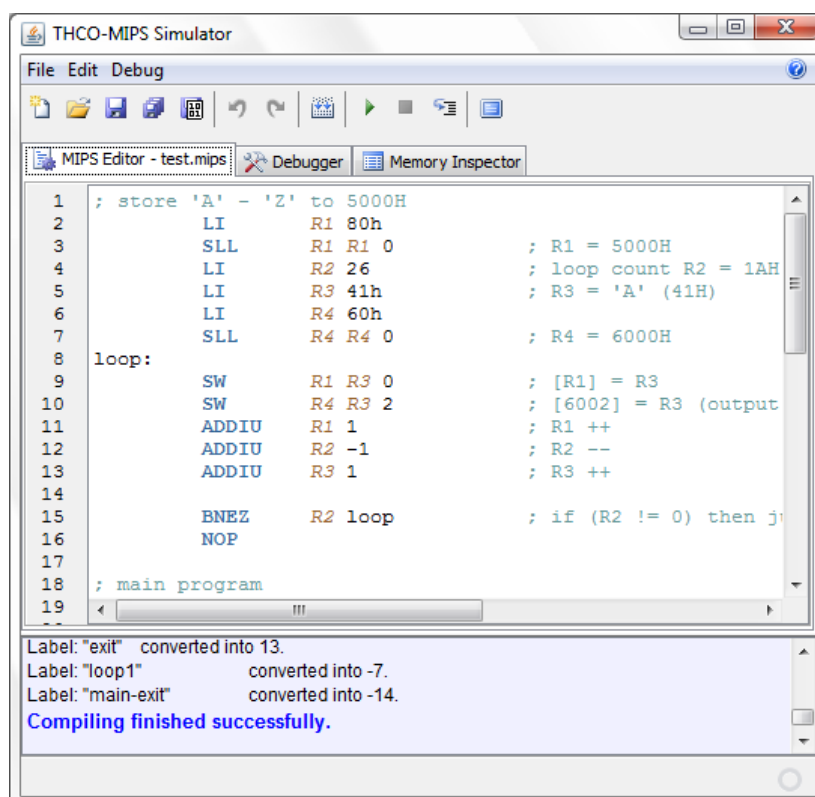 THCO-MIPS Simulator
File Edit Debug
MIPS Editor - test.mips Debugger Memory Inspector
1 ; store 'A' - 'Z' to 5000H
2 LI R1 80h
3 SLL R1 R1 0 ; R1 = 5000H
4 LI R2 26 ; loop count R2 = 1AH
5 LI R3 41h ; R3 = 'A' (41H)
6 LI R4 60h
7 SLL R4 R4 0 ; R4 = 6000H
8 loop:
9 SW R1 R3 0 ; [R1] = R3
10 SW R4 R3 2 ; [6002] = R3 (output
11 ADDIU R1 1 ; R1 ++
12 ADDIU R2 -1 ; R2 --
13 ADDIU R3 1 ; R3 ++
14
15 BNEZ R2 loop ; if (R2 != 0) then
16 NOP
17
18 ; main program
19
Label: "exit" converted into 13.
Label: "loop1" converted into -7.
Label: "main-exit" converted into -14.
Compiling finished successfully.